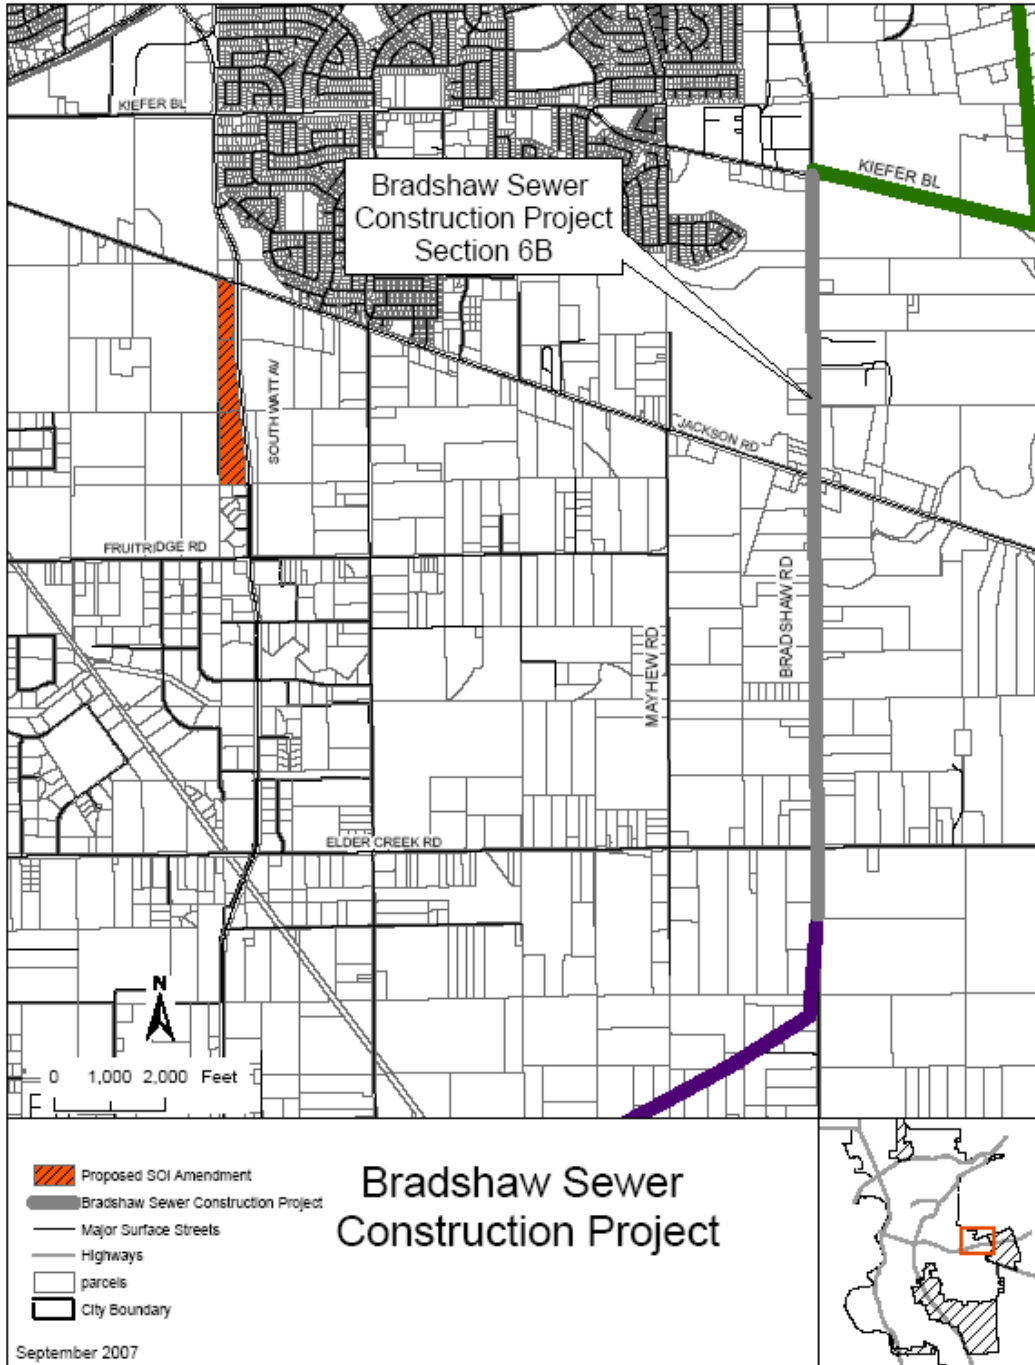 KIEFER BL
KIEFER BL
Bradshaw Sewer
Construction Project
Section 6B
SOUTH WATT AV
JACKSON RD
FRUITRIDGE RD
BRADSHAW RD
MAYHEW RD
ELDER CREEK RD
N
0 1,000 2,000 Feet
Proposed SOI Amendment
Bradshaw Sewer Construction Project
Major Surface Streets
Highways
parcels
City Boundary
Bradshaw Sewer
Construction Project
September 2007